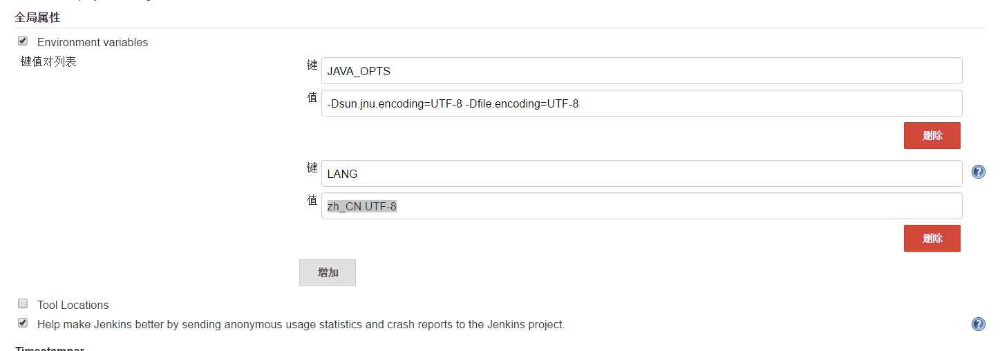 全局属性
Environment variables
键值对列表
键 JAVA_OPTS
值 -Dsun.jnu.encoding=UTF-8 -Dfile.encoding=UTF-8
删除
键 LANG
值 zh_CN.UTF-8
删除
增加
Tool Locations
Help make Jenkins better by sending anonymous usage statistics and crash reports to the Jenkins project.
Timestamper